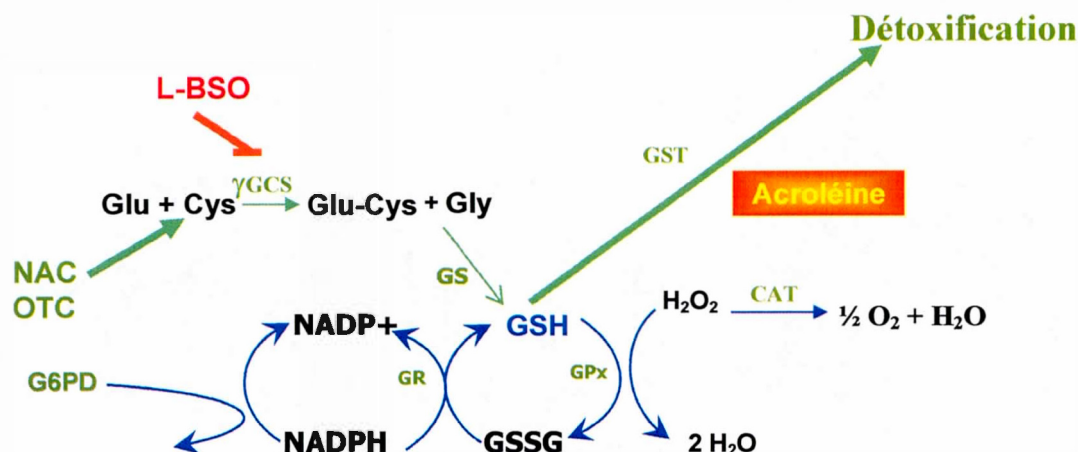 Détoxification
L-BSO
GST
γGCS
Acroléine
Glu + Cys
Glu-Cys + Gly
NAC
OTC
GS
H₂O₂
CAT
½ O₂ + H₂O
NADP+
GSH
G6PD
GR
GPx
NADPH
GSSG
2 H₂O